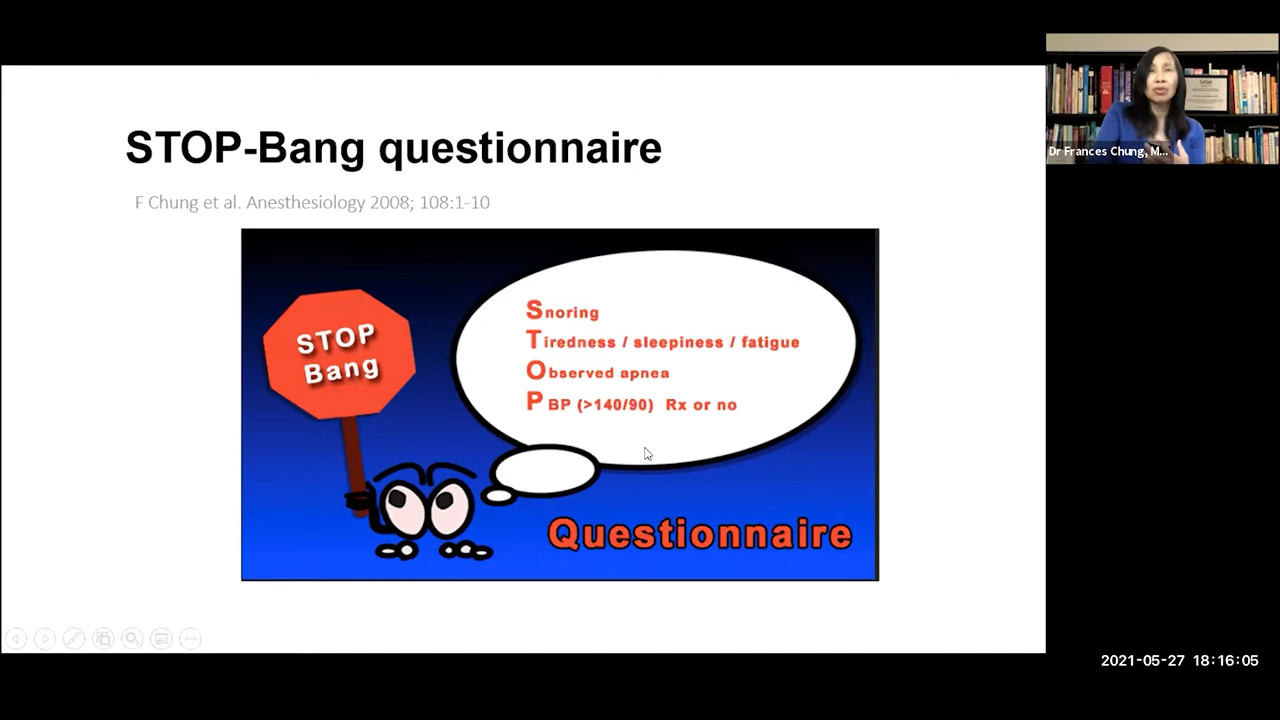 STOP-Bang questionnaire
F Chung et al. Anesthesiology 2008; 108:1-10
STOP
Bang
Snoring
Tiredness / sleepiness / fatigue
Observed apnea
P BP (>140/90) Rx or no
Questionnaire
Dr Frances Chung, M...
2021-05-27 18:16:05